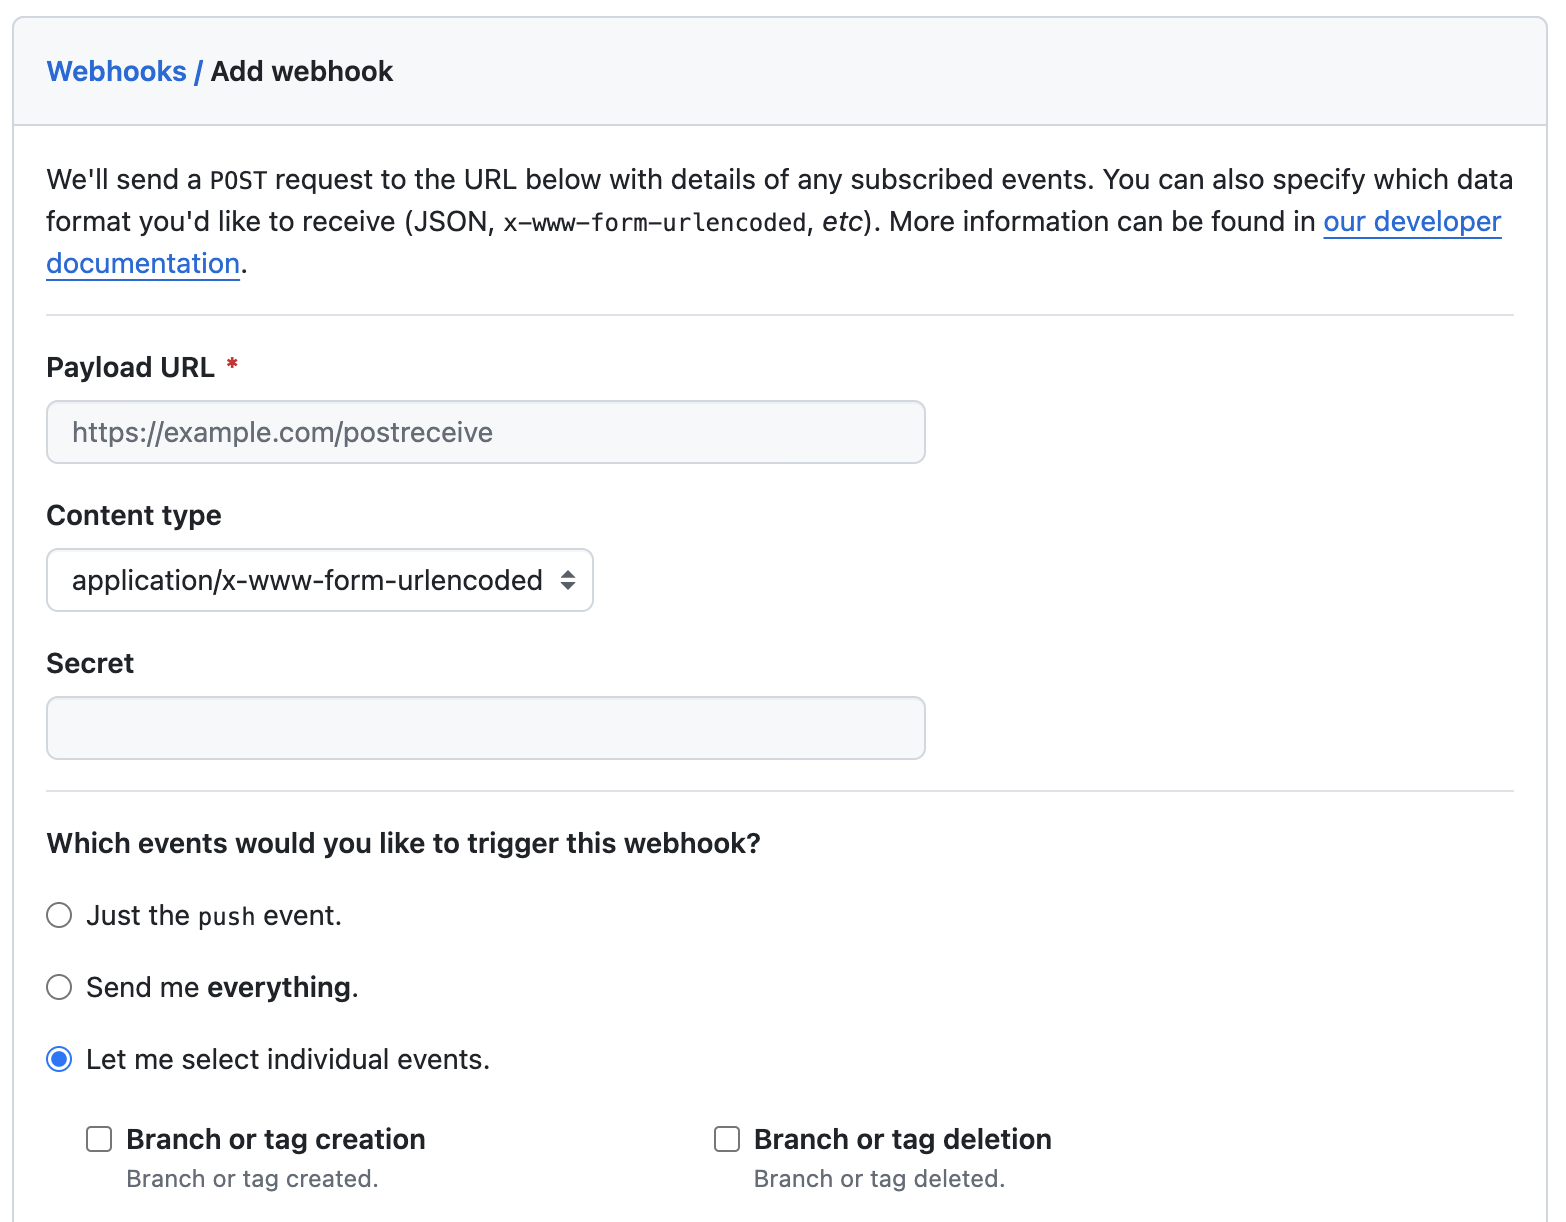 Webhooks / Add webhook
We'll send a POST request to the URL below with details of any subscribed events. You can also specify which data
format you'd like to receive (JSON, x-www-form-urlencoded, etc). More information can be found in our developer
documentation.
Payload URL *
https://example.com/postreceive
Content type
application/x-www-form-urlencoded
Secret
Which events would you like to trigger this webhook?
Just the push event.
Send me everything.
Let me select individual events.
Branch or tag creation
Branch or tag created.
Branch or tag deletion
Branch or tag deleted.